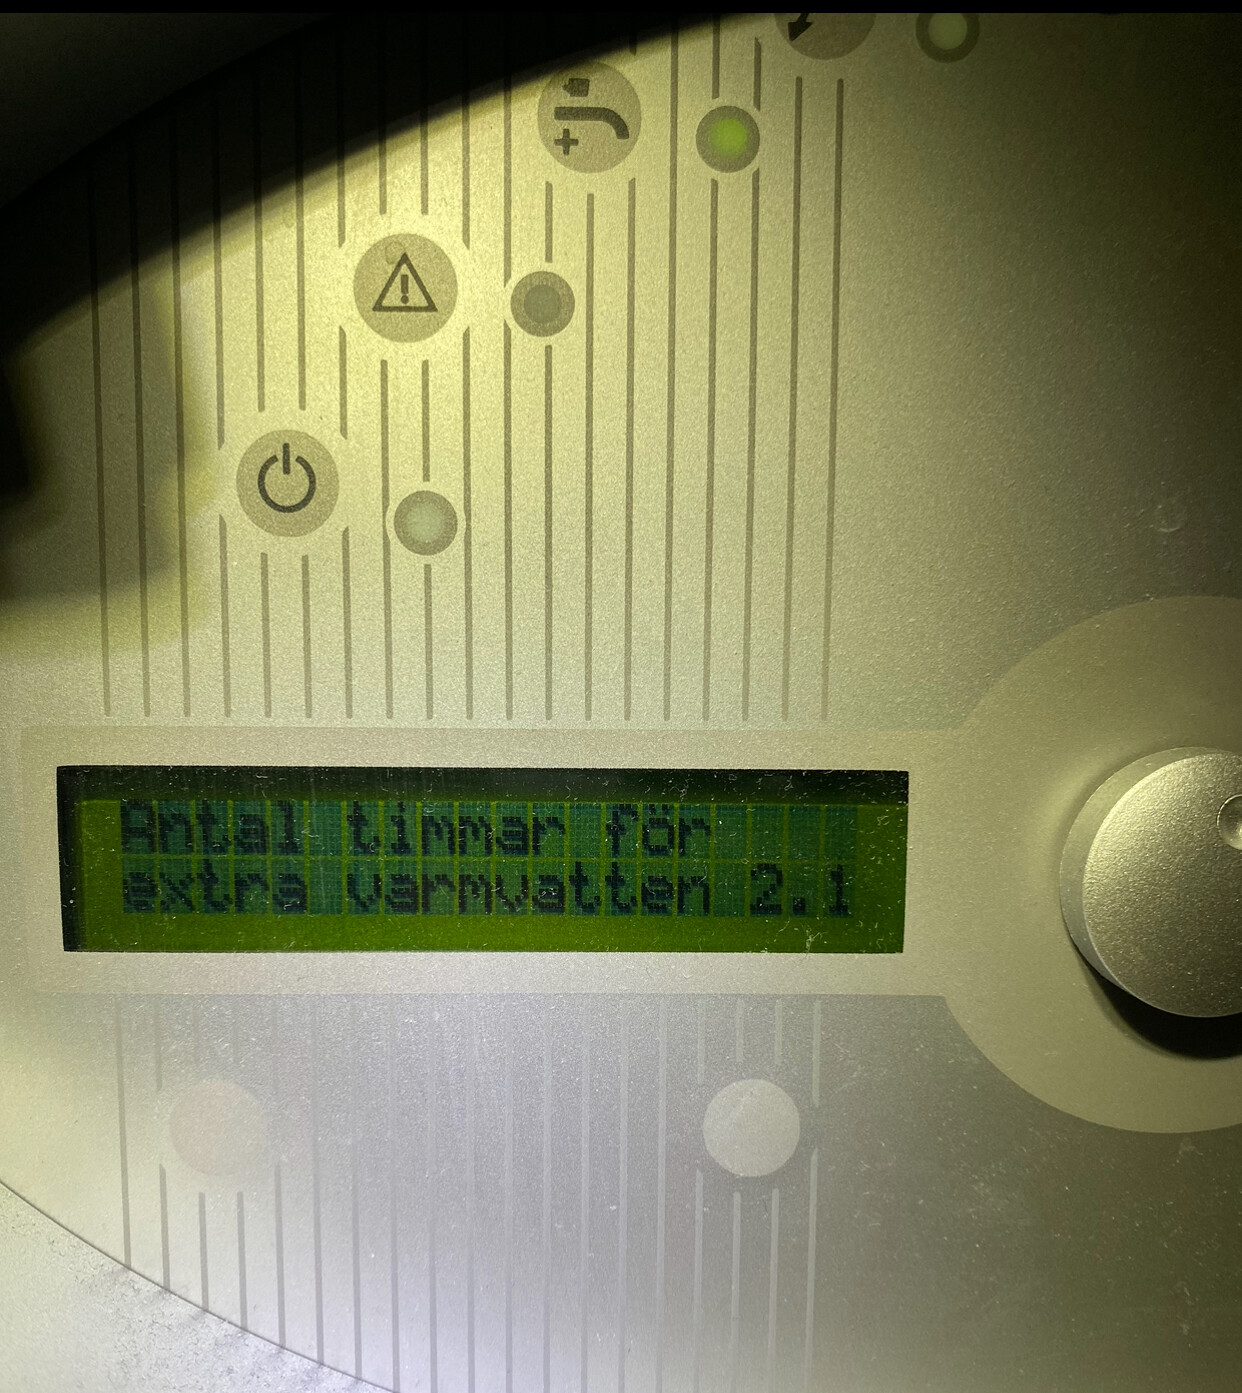 Antal timmar för
extra varmvatten 2.1